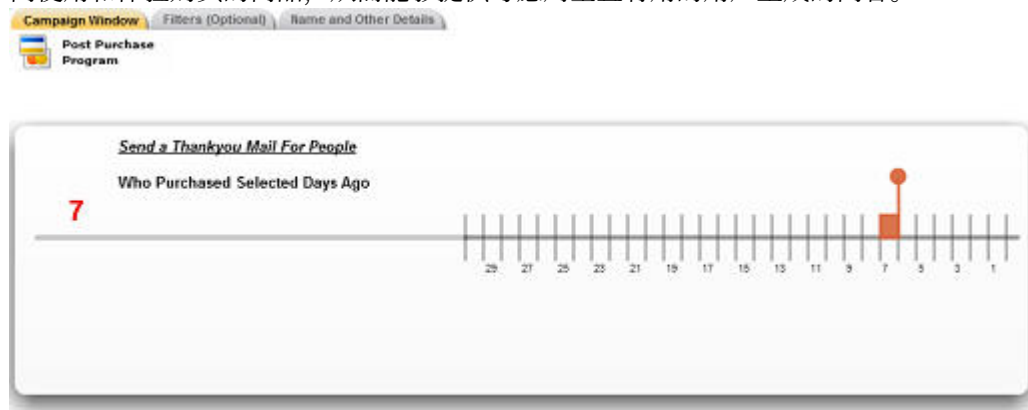 Campaign Window Filters (Optional) Name and Other Details
Post Purchase
Program
Send a Thankyou Mail For People
Who Purchased Selected Days Ago
7
29 27 25 23 21 19 17 15 13 11 9 7 5 3 1